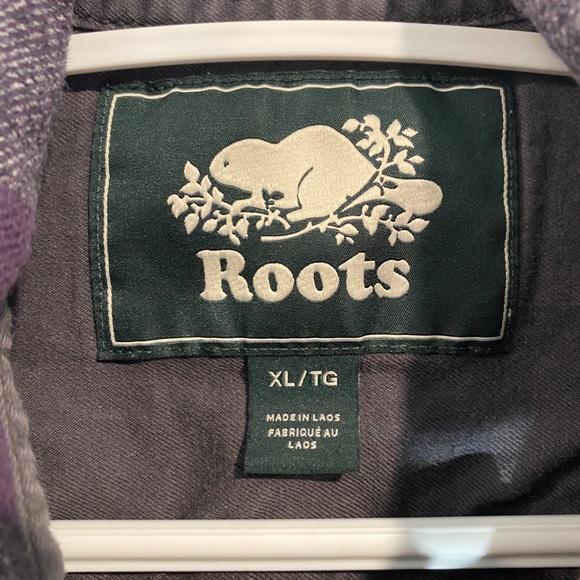 Roots
XL/TG
MADE IN LAOS
FABRIQUÉ AU
LAOS